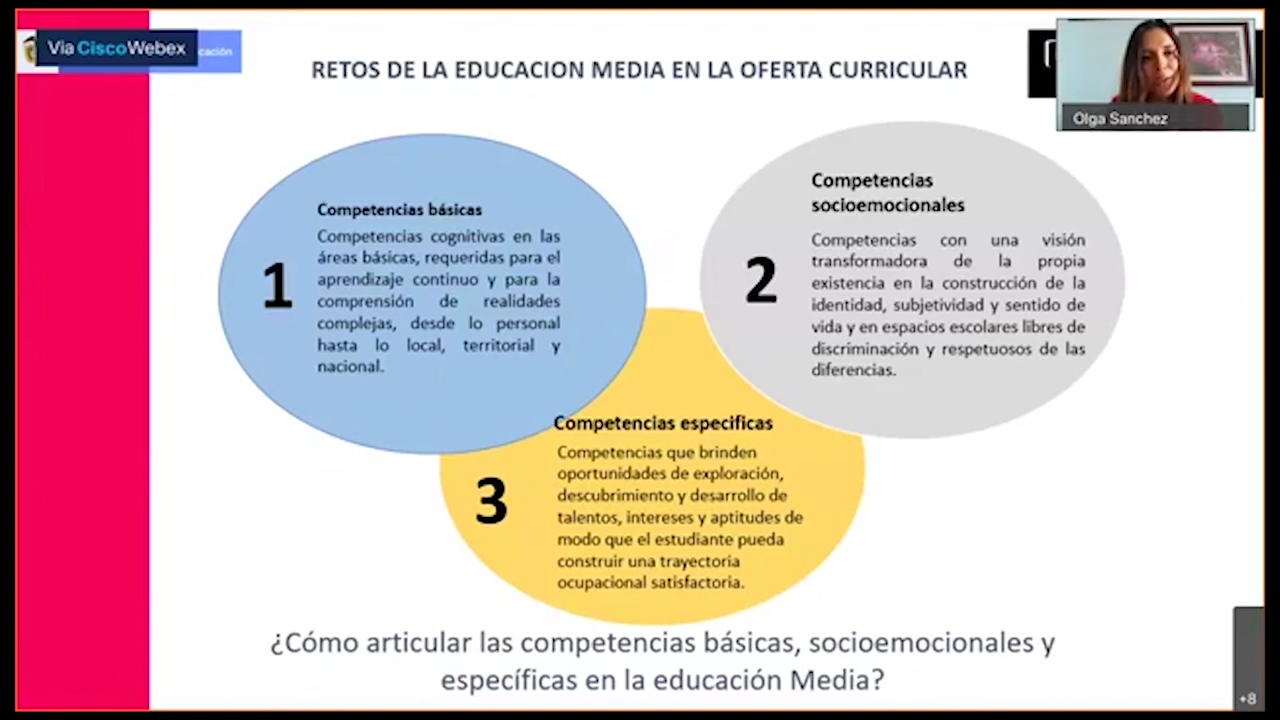 Via CiscoWebex
cación
RETOS DE LA EDUCACION MEDIA EN LA OFERTA CURRICULAR
Olga Sanchez
1
Competencias básicas
Competencias cognitivas en las
áreas básicas, requeridas para el
aprendizaje continuo y para la
comprensión de realidades
complejas, desde lo personal
hasta lo local, territorial y
nacional.
2
Competencias
socioemocionales
Competencias con una visión
transformadora de la propia
existencia en la construcción de la
identidad, subjetividad y sentido de
vida y en espacios escolares libres de
discriminación y respetuosos de las
diferencias.
3
Competencias especificas
Competencias que brinden
oportunidades de exploración,
descubrimiento y desarrollo de
talentos, intereses y aptitudes de
modo que el estudiante pueda
construir una trayectoria
ocupacional satisfactoria.
¿Cómo articular las competencias básicas, socioemocionales y
específicas en la educación Media?
+8